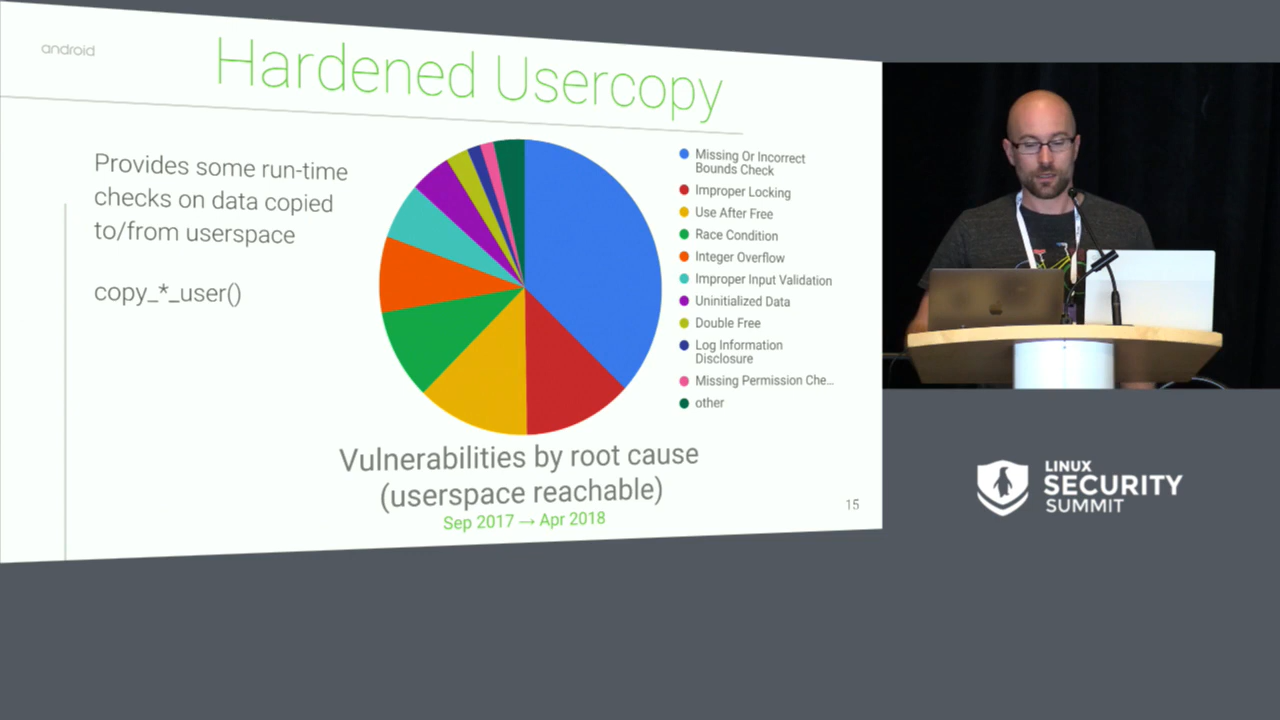 android
Hardened Usercopy
Provides some run-time
checks on data copied
to/from userspace
copy_*_user()
Missing Or Incorrect
Bounds Check
Improper Locking
Use After Free
Race Condition
Integer Overflow
Improper Input Validation
Uninitialized Data
Double Free
Log Information
Disclosure
Missing Permission Che...
other
Vulnerabilities by root cause
(userspace reachable)
Sep 2017 → Apr 2018
15
LINUX
SECURITY
SUMMIT